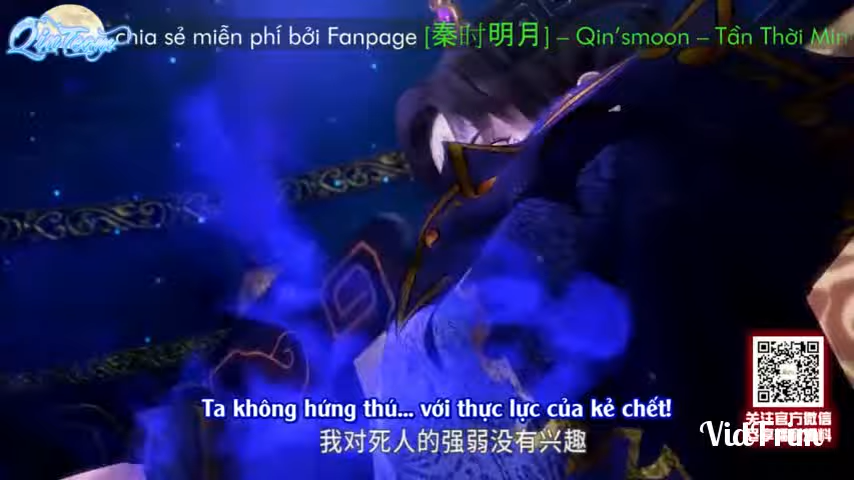 QinTeam
chia sẻ miễn phí bởi Fanpage [秦时明月] – Qin'smoon – Tần Thời Min
Ta không hứng thú... với thực lực của kẻ chết!
我对死人的强弱没有兴趣
关注官方微信
VidTrun